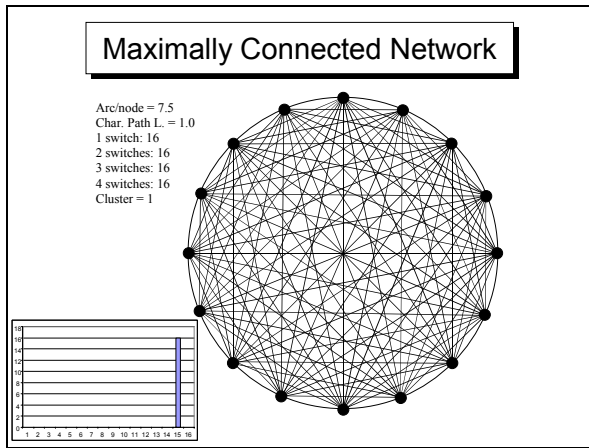 Maximally Connected Network
Arc/node = 7.5
Char. Path L. = 1.0
1 switch: 16
2 switches: 16
3 switches: 16
4 switches: 16
Cluster = 1
18
16
14
12
10
8
6
4
2
0
1 2 3 4 5 6 7 8 9 10 11 12 13 14 15 16